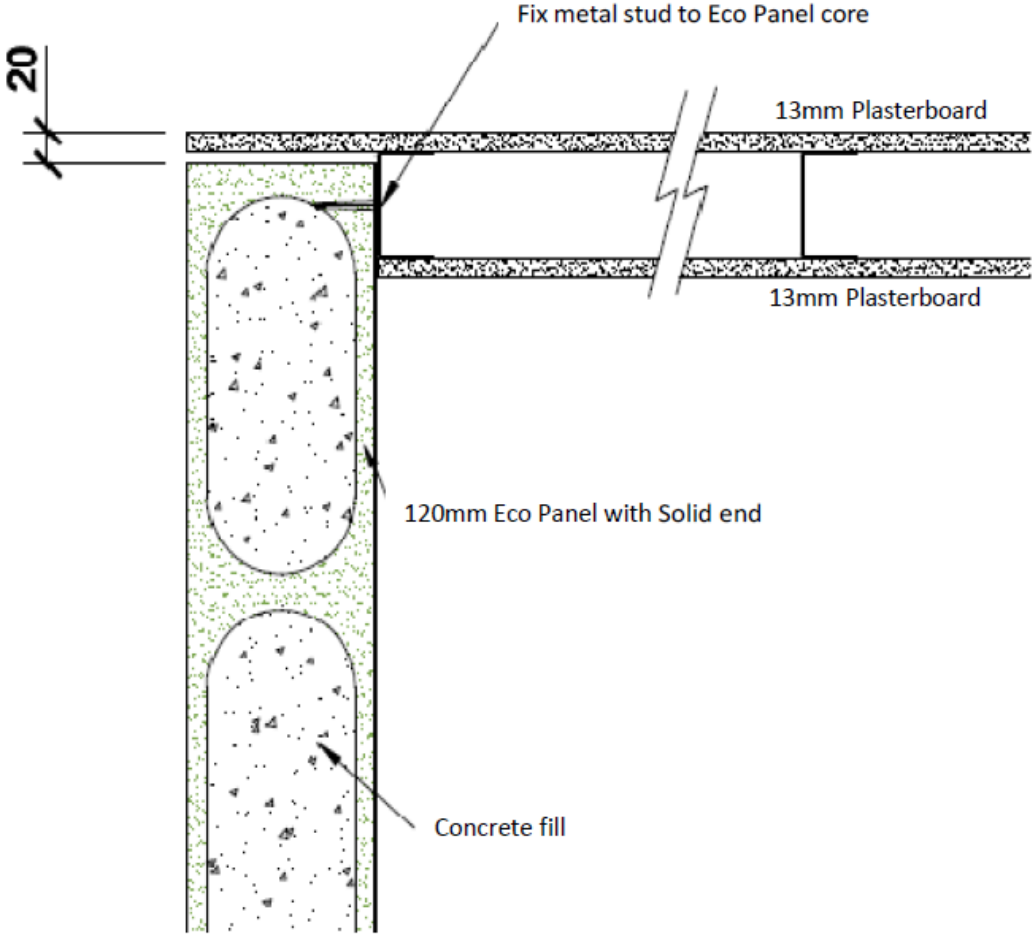 Fix metal stud to Eco Panel core
20
13mm Plasterboard
13mm Plasterboard
120mm Eco Panel with Solid end
Concrete fill